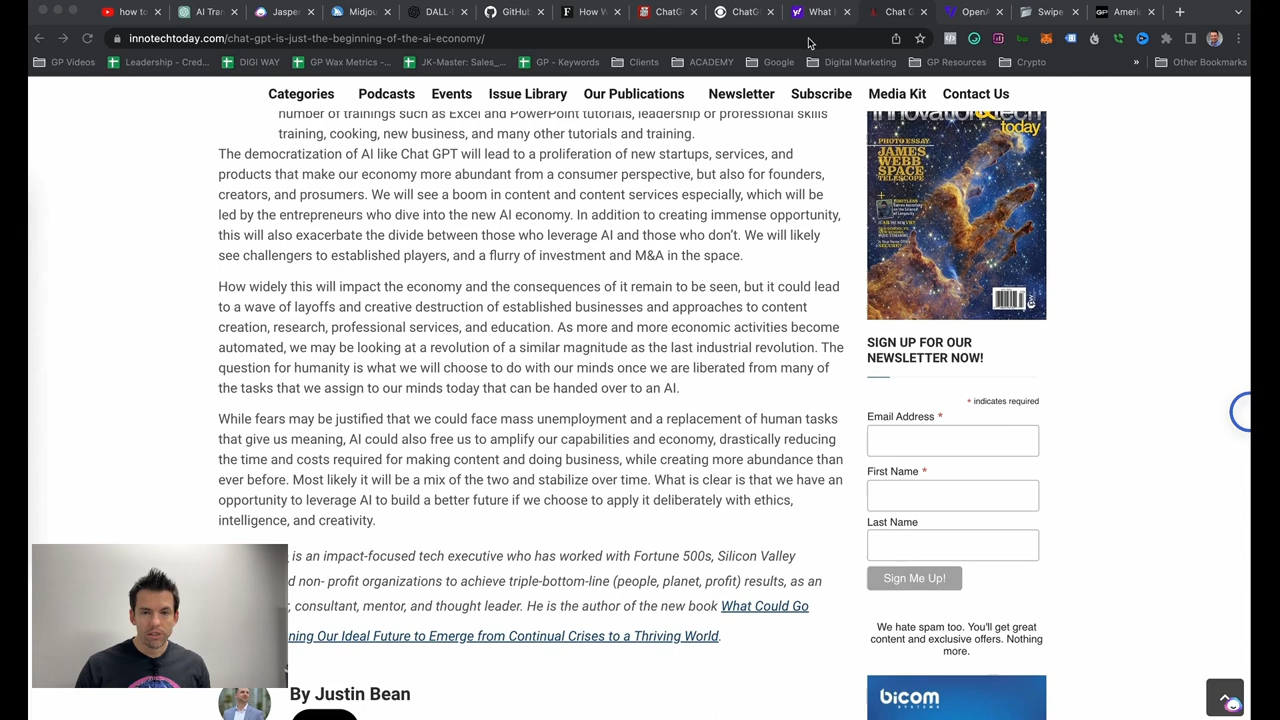 how to
AI Tran
Jasper
Midjou
DALL·
GitHub
How W
ChatG
ChatG
What I
Chat G
OpenA
Swipe
Ameri
innotechtoday.com/chat-gpt-is-just-the-beginning-of-the-ai-economy/
GP Videos
Leadership - Cred...
DIGI WAY
GP Wax Metrics -...
JK-Master: Sales_...
GP - Keywords
Clients
ACADEMY
Google
Digital Marketing
GP Resources
Crypto
»
Other Bookmarks
Categories Podcasts Events Issue Library Our Publications Newsletter Subscribe Media Kit Contact Us
number of trainings such as Excel and PowerPoint tutorials, leadership or professional skills
training, cooking, new business, and many other tutorials and training.
The democratization of AI like Chat GPT will lead to a proliferation of new startups, services, and
products that make our economy more abundant from a consumer perspective, but also for founders,
creators, and prosumers. We will see a boom in content and content services especially, which will be
led by the entrepreneurs who dive into the new AI economy. In addition to creating immense opportunity,
this will also exacerbate the divide between those who leverage AI and those who don't. We will likely
see challengers to established players, and a flurry of investment and M&A in the space.
How widely this will impact the economy and the consequences of it remain to be seen, but it could lead
to a wave of layoffs and creative destruction of established businesses and approaches to content
creation, research, professional services, and education. As more and more economic activities become
automated, we may be looking at a revolution of a similar magnitude as the last industrial revolution. The
question for humanity is what we will choose to do with our minds once we are liberated from many of
the tasks that we assign to our minds today that can be handed over to an AI.
While fears may be justified that we could face mass unemployment and a replacement of human tasks
that give us meaning, AI could also free us to amplify our capabilities and economy, drastically reducing
the time and costs required for making content and doing business, while creating more abundance than
ever before. Most likely it will be a mix of the two and stabilize over time. What is clear is that we have an
opportunity to leverage AI to build a better future if we choose to apply it deliberately with ethics,
intelligence, and creativity.
is an impact-focused tech executive who has worked with Fortune 500s, Silicon Valley
d non- profit organizations to achieve triple-bottom-line (people, planet, profit) results, as an
, consultant, mentor, and thought leader. He is the author of the new book What Could Go
ning Our Ideal Future to Emerge from Continual Crises to a Thriving World.
By Justin Bean
innovation&tech
today
PHOTO ESSAY
JAMES
WEBB
SPACE
TELESCOPE
SIGN UP FOR OUR
NEWSLETTER NOW!
* indicates required
Email Address *
First Name *
Last Name
Sign Me Up!
We hate spam too. You'll get great
content and exclusive offers. Nothing
more.
bicom
SYSTEMS